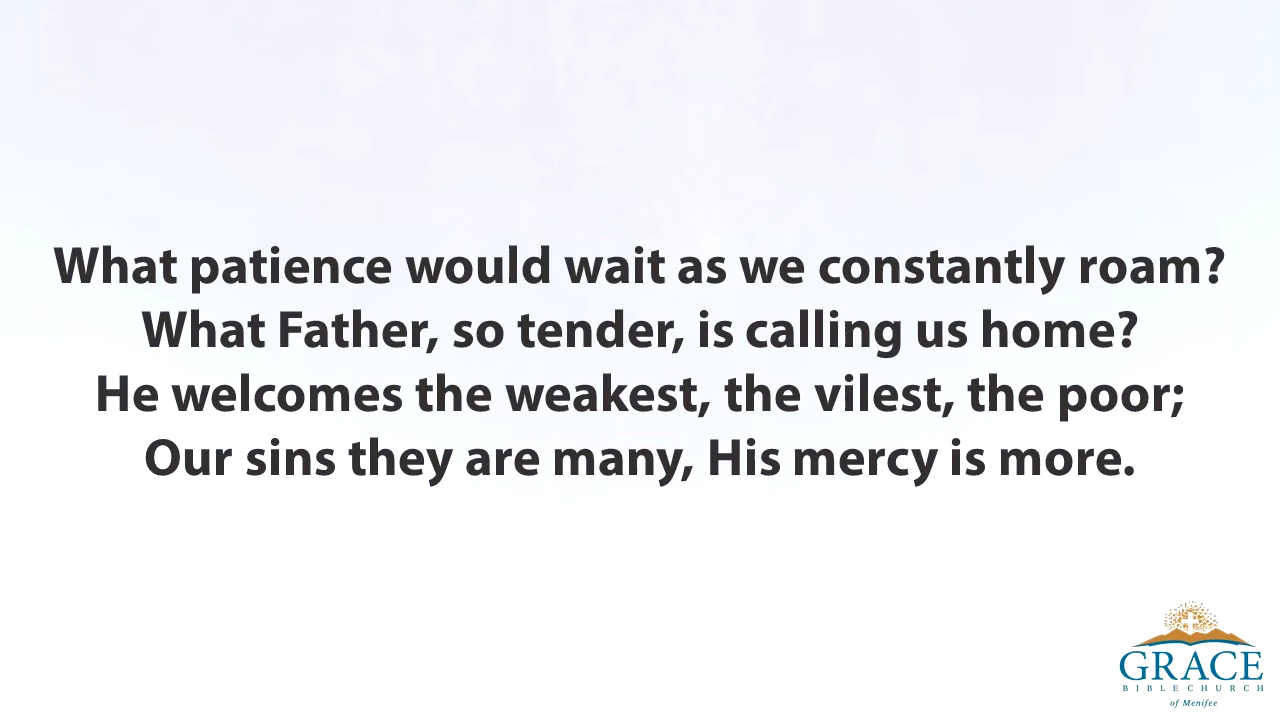 What patience would wait as we constantly roam?
What Father, so tender, is calling us home?
He welcomes the weakest, the vilest, the poor;
Our sins they are many, His mercy is more.
GRACE
BIBLECHURCH
of Menifee